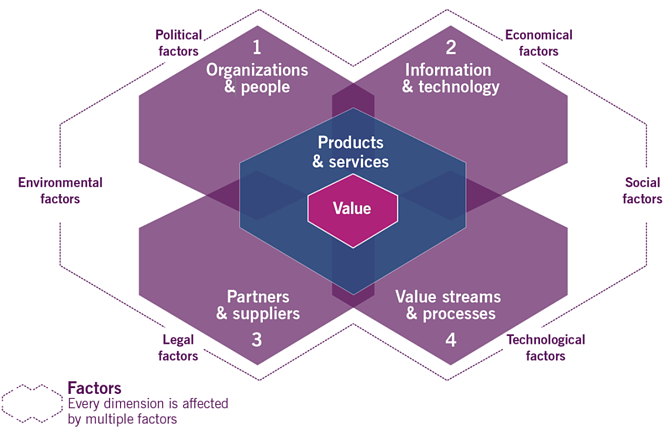 Political
factors
1
Organizations
& people
2
Information
& technology
Economical
factors
Products
& services
Environmental
factors
Value
Social
factors
Partners
& suppliers
3
Value streams
& processes
4
Legal
factors
Technological
factors
Factors
Every dimension is affected
by multiple factors